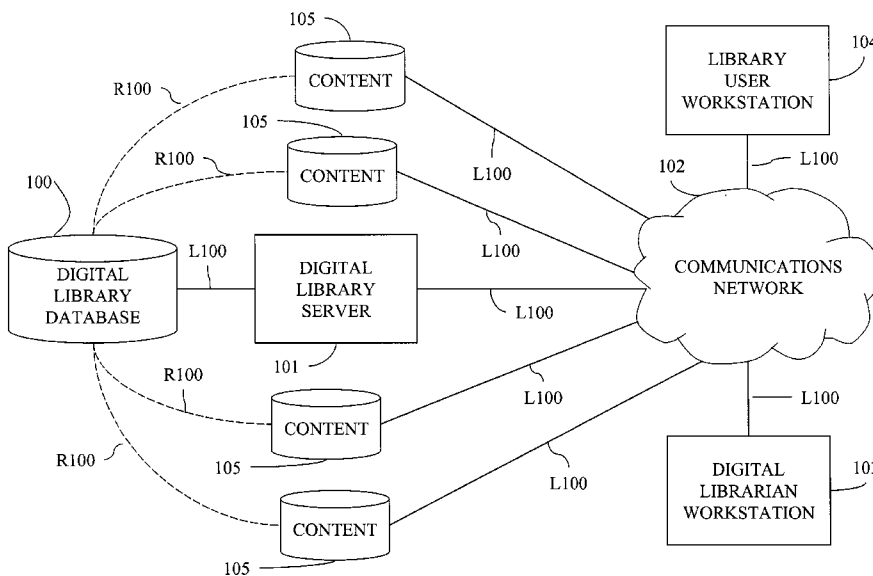 105
CONTENT
R100
105
R100
CONTENT
100
DIGITAL
LIBRARY
DATABASE
L100
DIGITAL
LIBRARY
SERVER
101
R100
CONTENT
105
R100
CONTENT
105
L100
L100
L100
L100
L100
LIBRARY
USER
WORKSTATION
104
L100
102
COMMUNICATIONS
NETWORK
L100
DIGITAL
LIBRARIAN
WORKSTATION